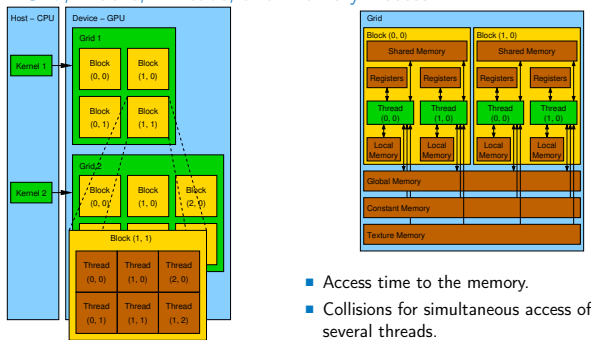 Host – CPU
Device – GPU
Grid 1
Kernel 1
Block
(0, 0)
Block
(1, 0)
Block
(0, 1)
Block
(1, 1)
Grid 2
Kernel 2
Block
(0, 0)
Block
(1, 0)
Block
(2, 0)
Block (1, 1)
Thread
(0, 0)
Thread
(1, 0)
Thread
(2, 0)
Thread
(0, 1)
Thread
(1, 1)
Thread
(1, 2)
Grid
Block (0, 0)
Block (1, 0)
Shared Memory
Shared Memory
Registers
Registers
Registers
Registers
Thread
(0, 0)
Thread
(1, 0)
Thread
(0, 0)
Thread
(1, 0)
Local
Memory
Local
Memory
Local
Memory
Local
Memory
Global Memory
Constant Memory
Texture Memory
Access time to the memory.
Collisions for simultaneous access of
several threads.